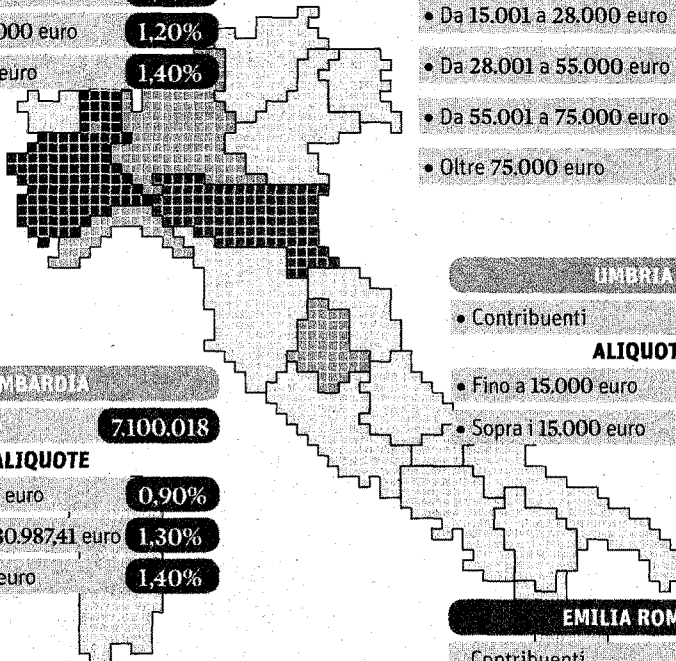 000 euro 1,20%
euro 1,40%
• Da 15.001 a 28.000 euro
• Da 28.001 a 55.000 euro
• Da 55.001 a 75.000 euro
• Oltre 75.000 euro
UMBRIA
• Contribuenti
ALIQUOT
• Fino a 15.000 euro
• Sopra i 15.000 euro
MBARDIA
7.100.018
ALIQUOTE
euro 0,90%
30.987,41 euro 1,30%
euro 1,40%
EMILIA ROM
Contribuenti